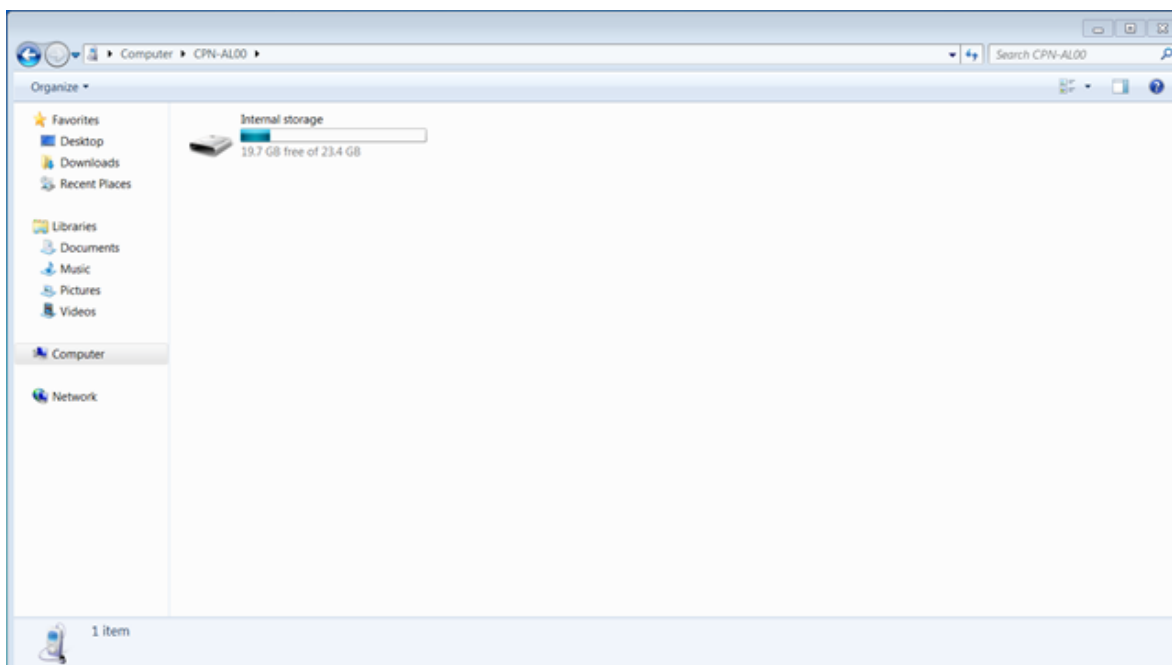 Computer ▸ CPN-AL00 ▸
Search CPN-AL00
Organize
Favorites
Desktop
Downloads
Recent Places
Libraries
Documents
Music
Pictures
Videos
Computer
Network
Internal storage
19.7 GB free of 23.4 GB
1 item